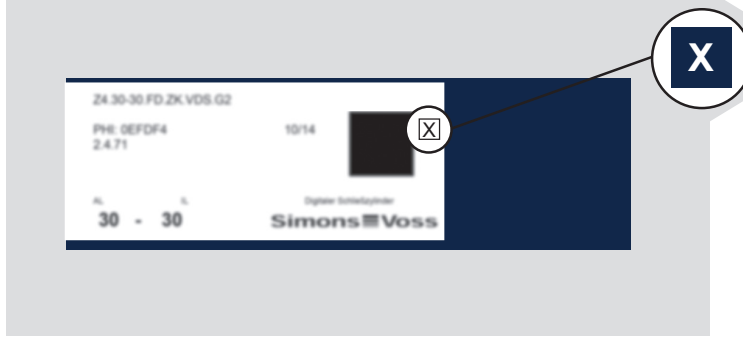 X
Z4.30-30.FD.ZK.VDS.G2
PHI: 0EFDF4 10/14 X
2.4.71
AL IL Digitaler Schließzylinder
30 - 30 Simons Voss